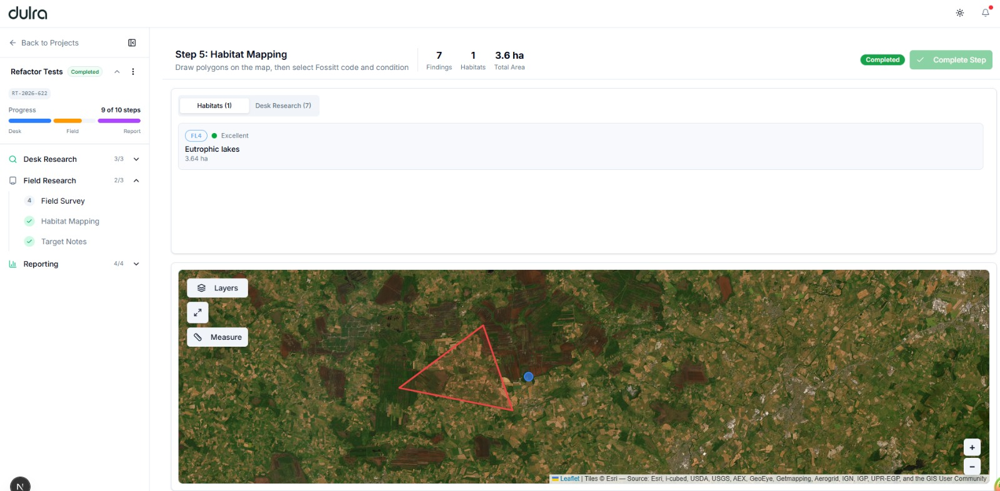 dulra
Back to Projects
Refactor Tests Completed
RT-2026-622
Progress 9 of 10 steps
Desk Field Report
Desk Research 3/3
Field Research 2/3
4 Field Survey
Habitat Mapping
Target Notes
Reporting 4/4
N
Step 5: Habitat Mapping
Draw polygons on the map, then select Fossitt code and condition
7 1 3.6 ha
Findings Habitats Total Area
Completed Complete Step
Habitats (1) Desk Research (7)
FL4 Excellent
Eutrophic lakes
3.64 ha
Layers
Measure
+
−
Leaflet | Tiles © Esri — Source: Esri, i-cubed, USDA, USGS, AEX, GeoEye, Getmapping, Aerogrid, IGN, IGP, UPR-EGP, and the GIS User Community